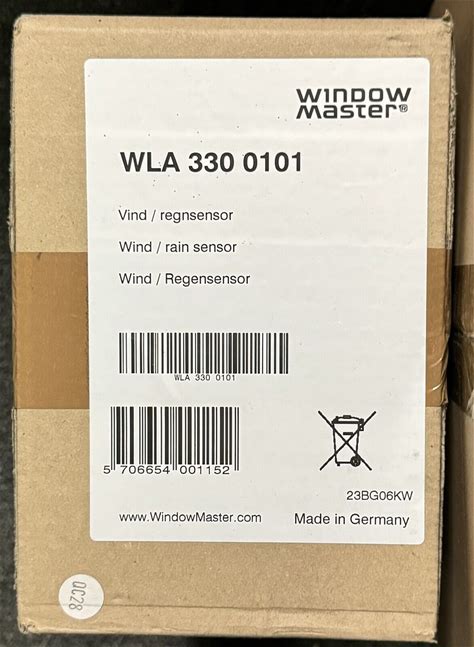 WINDOW
Master®
WLA 330 0101
Vind / regnsensor
Wind / rain sensor
Wind / Regensensor
WLA 330 0101
5 706654 001152
23BG06KW
www.WindowMaster.com
Made in Germany
QC28